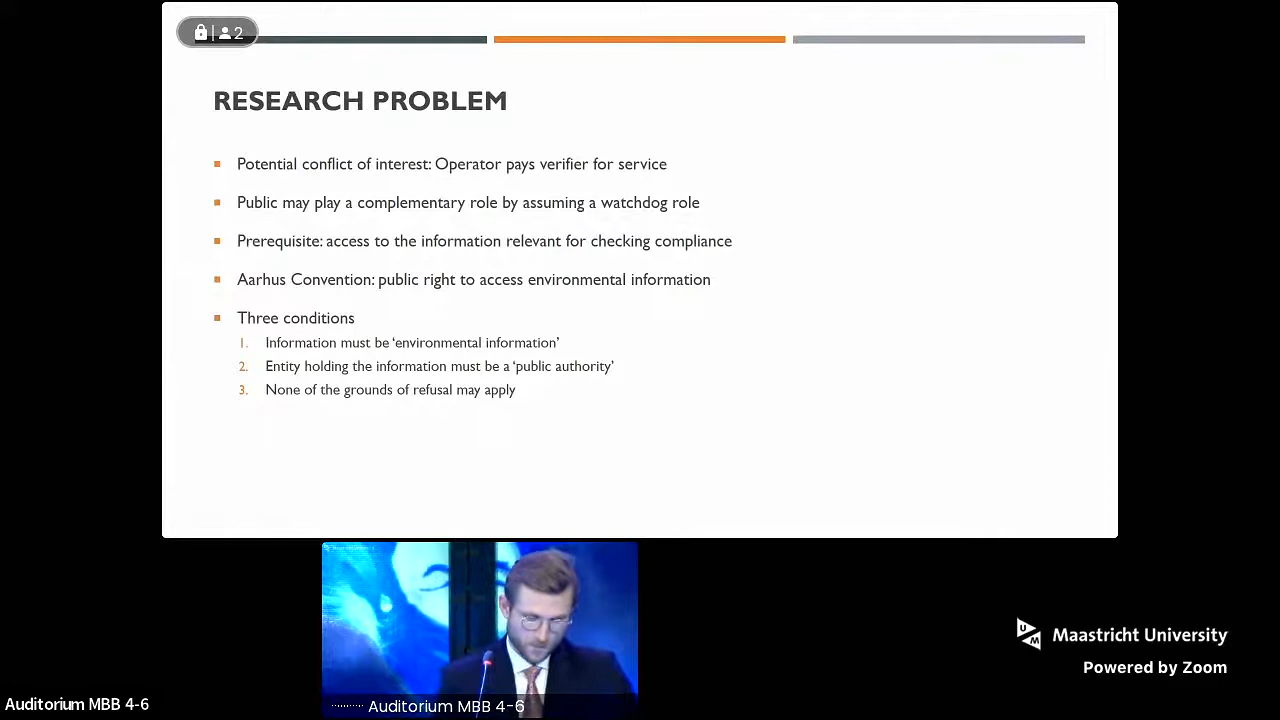 2
RESEARCH PROBLEM
Potential conflict of interest: Operator pays verifier for service
Public may play a complementary role by assuming a watchdog role
Prerequisite: access to the information relevant for checking compliance
Aarhus Convention: public right to access environmental information
Three conditions
1. Information must be ‘environmental information’
2. Entity holding the information must be a ‘public authority’
3. None of the grounds of refusal may apply
UM Maastricht University
Powered by Zoom
Auditorium MBB 4-6
Auditorium MBB 4-6